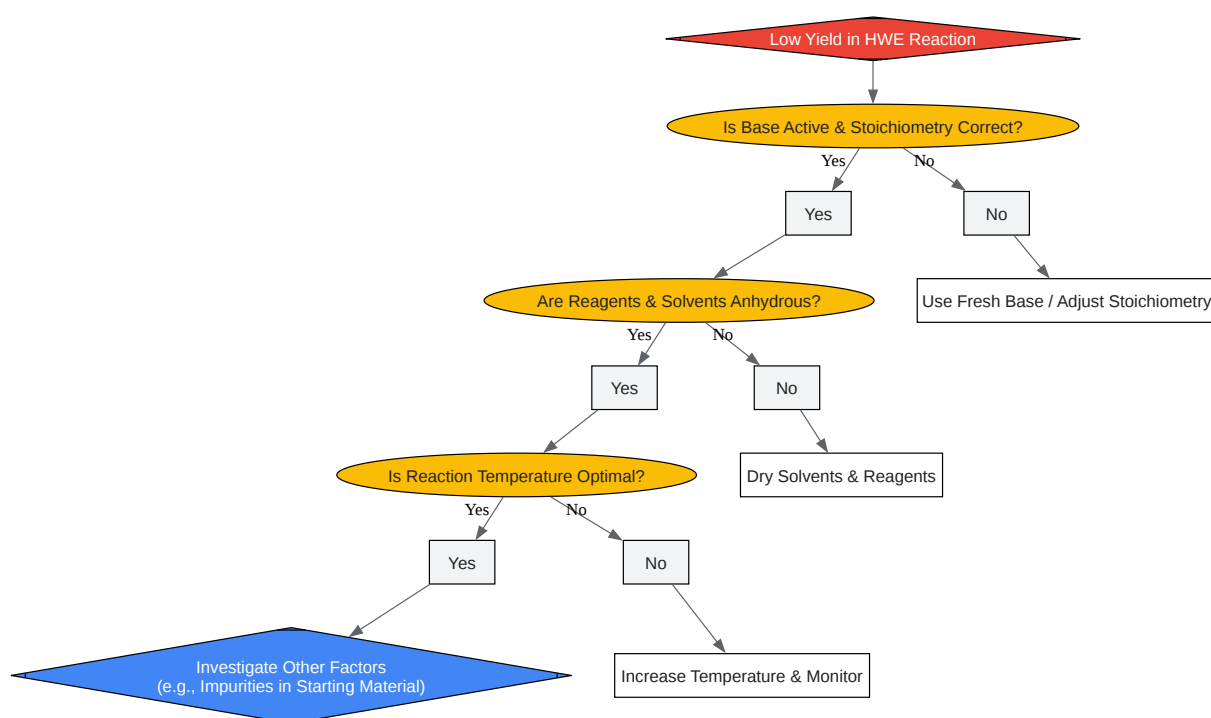 Low Yield in HWE Reaction
Is Base Active & Stoichiometry Correct?
Yes
No
Yes
No
Are Reagents & Solvents Anhydrous?
Use Fresh Base / Adjust Stoichiometry
Yes
No
Yes
No
Is Reaction Temperature Optimal?
Dry Solvents & Reagents
Yes
No
Yes
No
Investigate Other Factors
(e.g., Impurities in Starting Material)
Increase Temperature & Monitor